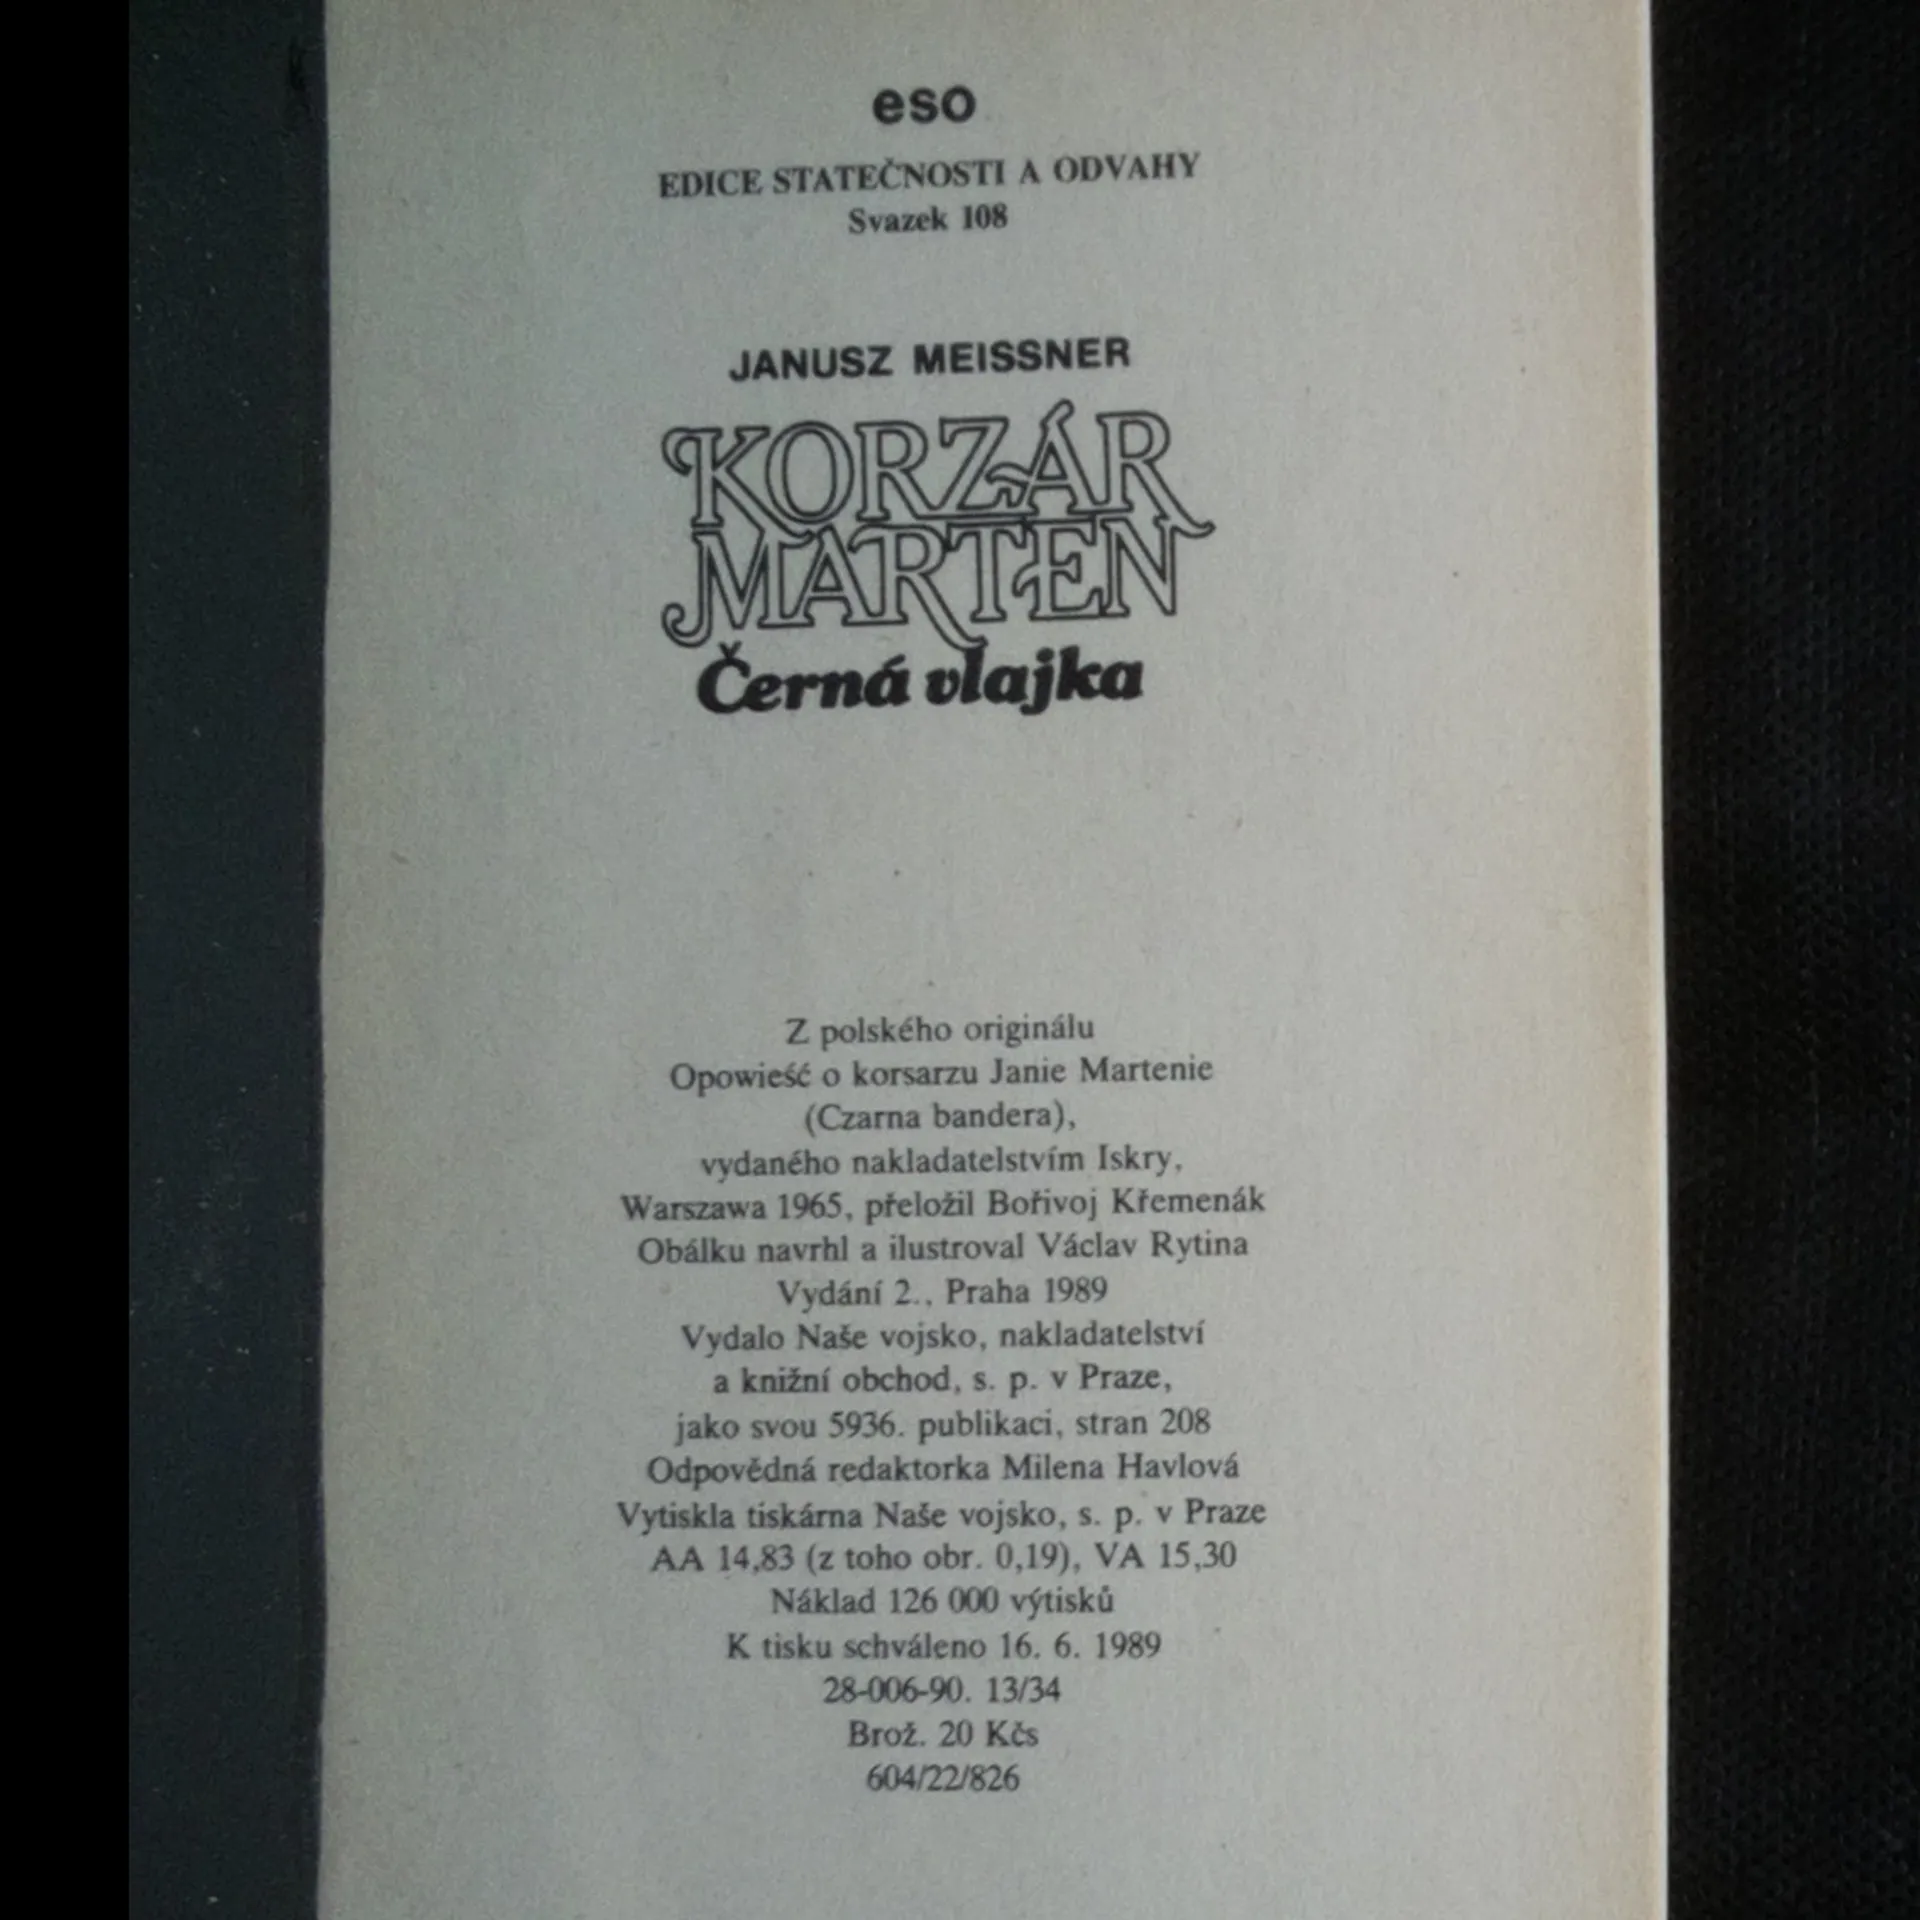 eso
EDICE STATEČNOSTI A ODVAHY
Svazek 108
JANUSZ MEISSNER
KORZÁR
MARTEN
Černá vlajka
Z polského originálu
Opowieść o korsarzu Janie Martenie
(Czarna bandera),
vydaného nakladatelstvím Iskry,
Warszawa 1965, přeložil Bořivoj Křemenák
Obálku navrhl a ilustroval Václav Rytina
Vydání 2., Praha 1989
Vydalo Naše vojsko, nakladatelství
a knižní obchod, s. p. v Praze,
jako svou 5936. publikaci, stran 208
Odpovědná redaktorka Milena Havlová
Vytiskla tiskárna Naše vojsko, s. p. v Praze
AA 14,83 (z toho obr. 0,19), VA 15,30
Náklad 126 000 výtisků
K tisku schváleno 16. 6. 1989
28-006-90. 13/34
Brož. 20 Kčs
604/22/826